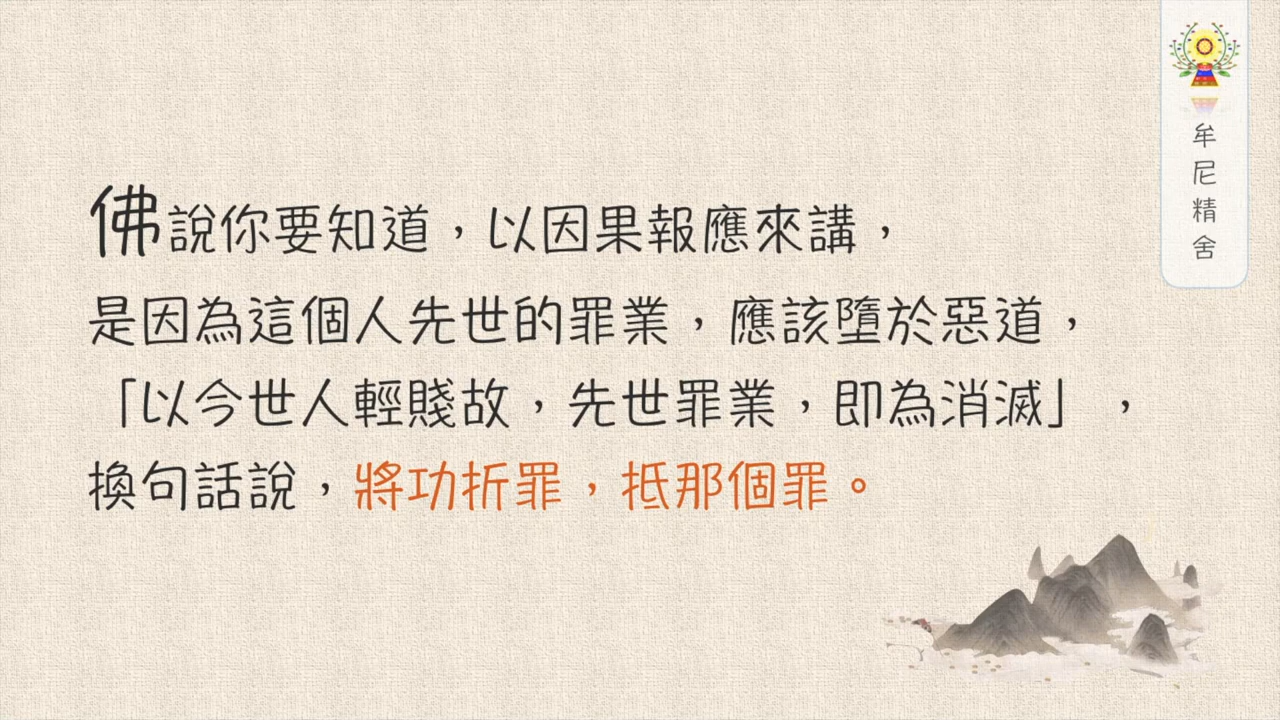 佛說你要知道，以因果報應來講，
是因為這個人先世的罪業，應該墮於惡道，
「以今世人輕賤故，先世罪業，即為消滅」，
換句話說，將功折罪，抵那個罪。
牟尼精舍